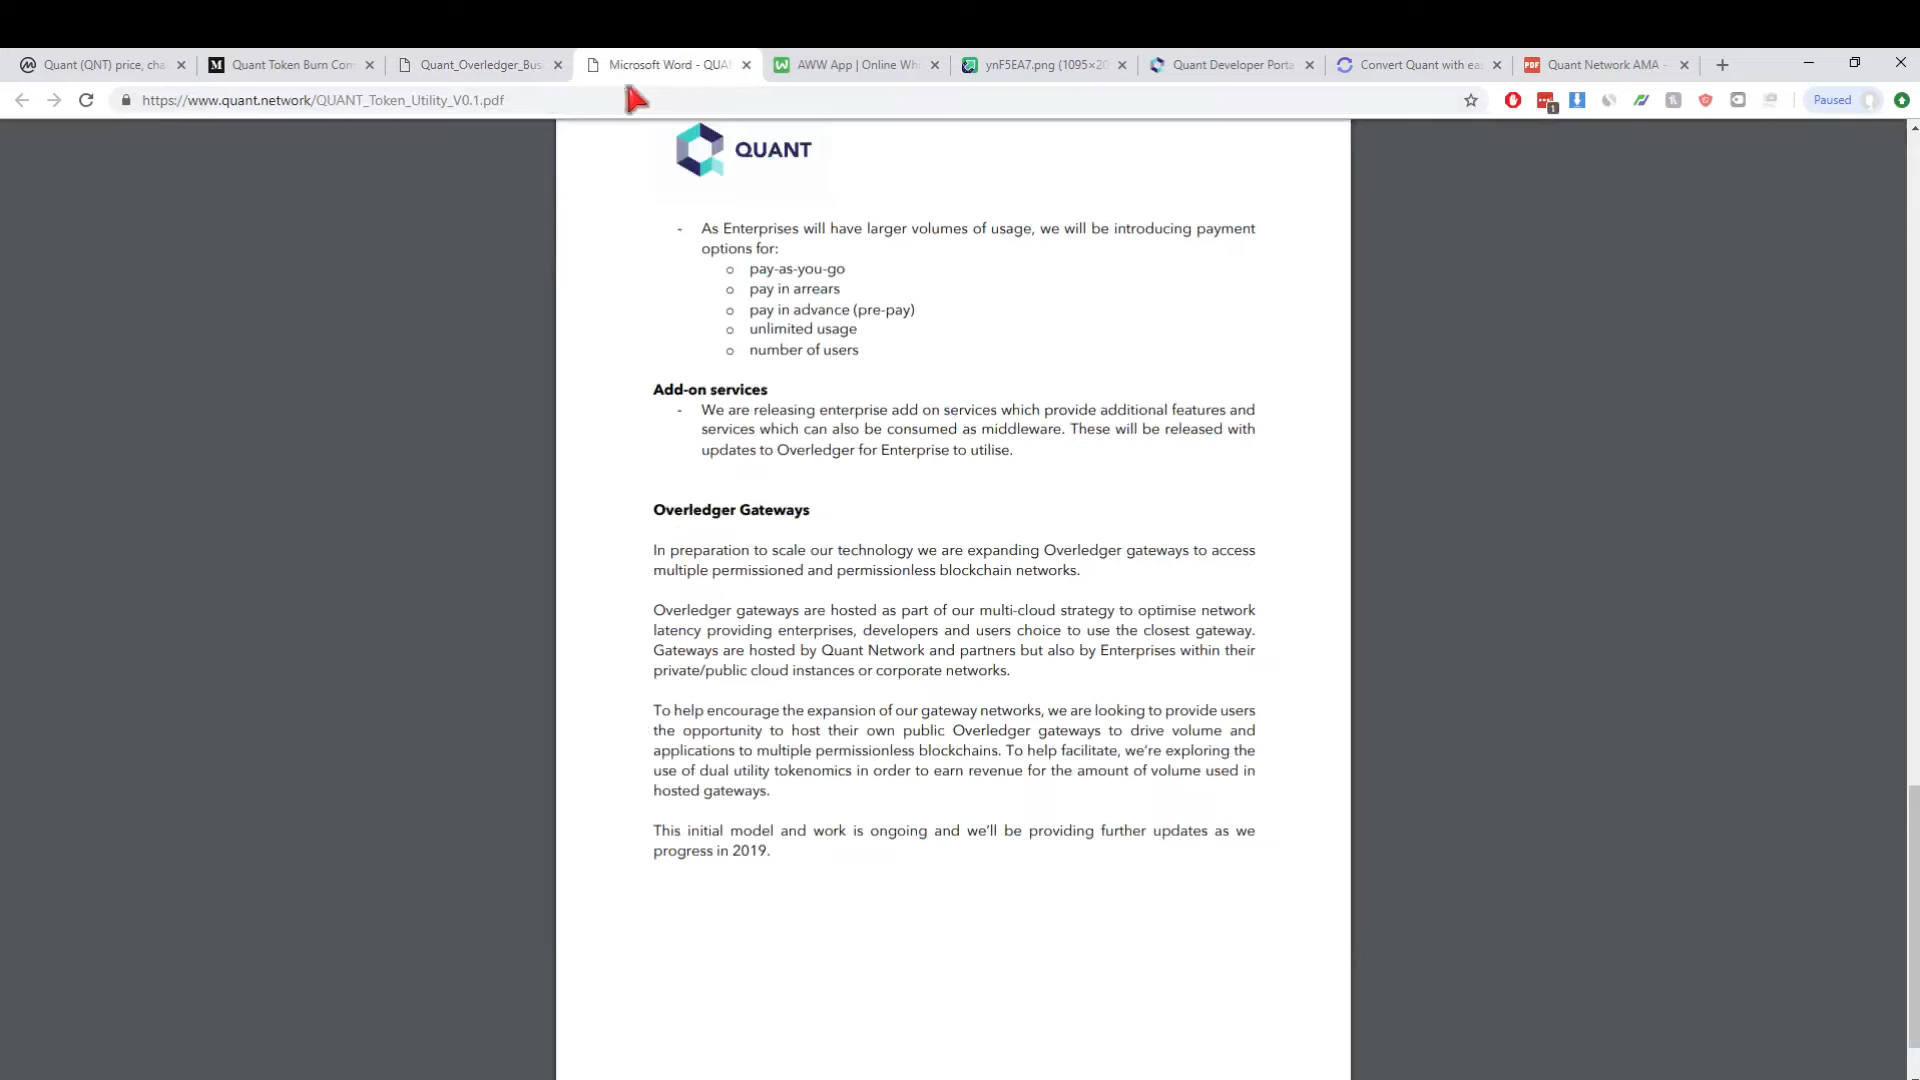 Quant (QNT) price, cha
Quant Token Burn Con
Quant_Overledger_Bus
Microsoft Word - QUA
AWW App | Online Whi
ynF5EA7.png (1095×20
Quant Developer Porta
Convert Quant with eas
PDF
Quant Network AMA -
https://www.quant.network/QUANT_Token_Utility_V0.1.pdf
1
Paused
QUANT
- As Enterprises will have larger volumes of usage, we will be introducing payment
options for:
o pay-as-you-go
o pay in arrears
o pay in advance (pre-pay)
o unlimited usage
o number of users
Add-on services
- We are releasing enterprise add on services which provide additional features and
services which can also be consumed as middleware. These will be released with
updates to Overledger for Enterprise to utilise.
Overledger Gateways
In preparation to scale our technology we are expanding Overledger gateways to access
multiple permissioned and permissionless blockchain networks.
Overledger gateways are hosted as part of our multi-cloud strategy to optimise network
latency providing enterprises, developers and users choice to use the closest gateway.
Gateways are hosted by Quant Network and partners but also by Enterprises within their
private/public cloud instances or corporate networks.
To help encourage the expansion of our gateway networks, we are looking to provide users
the opportunity to host their own public Overledger gateways to drive volume and
applications to multiple permissionless blockchains. To help facilitate, we're exploring the
use of dual utility tokenomics in order to earn revenue for the amount of volume used in
hosted gateways.
This initial model and work is ongoing and we'll be providing further updates as we
progress in 2019.